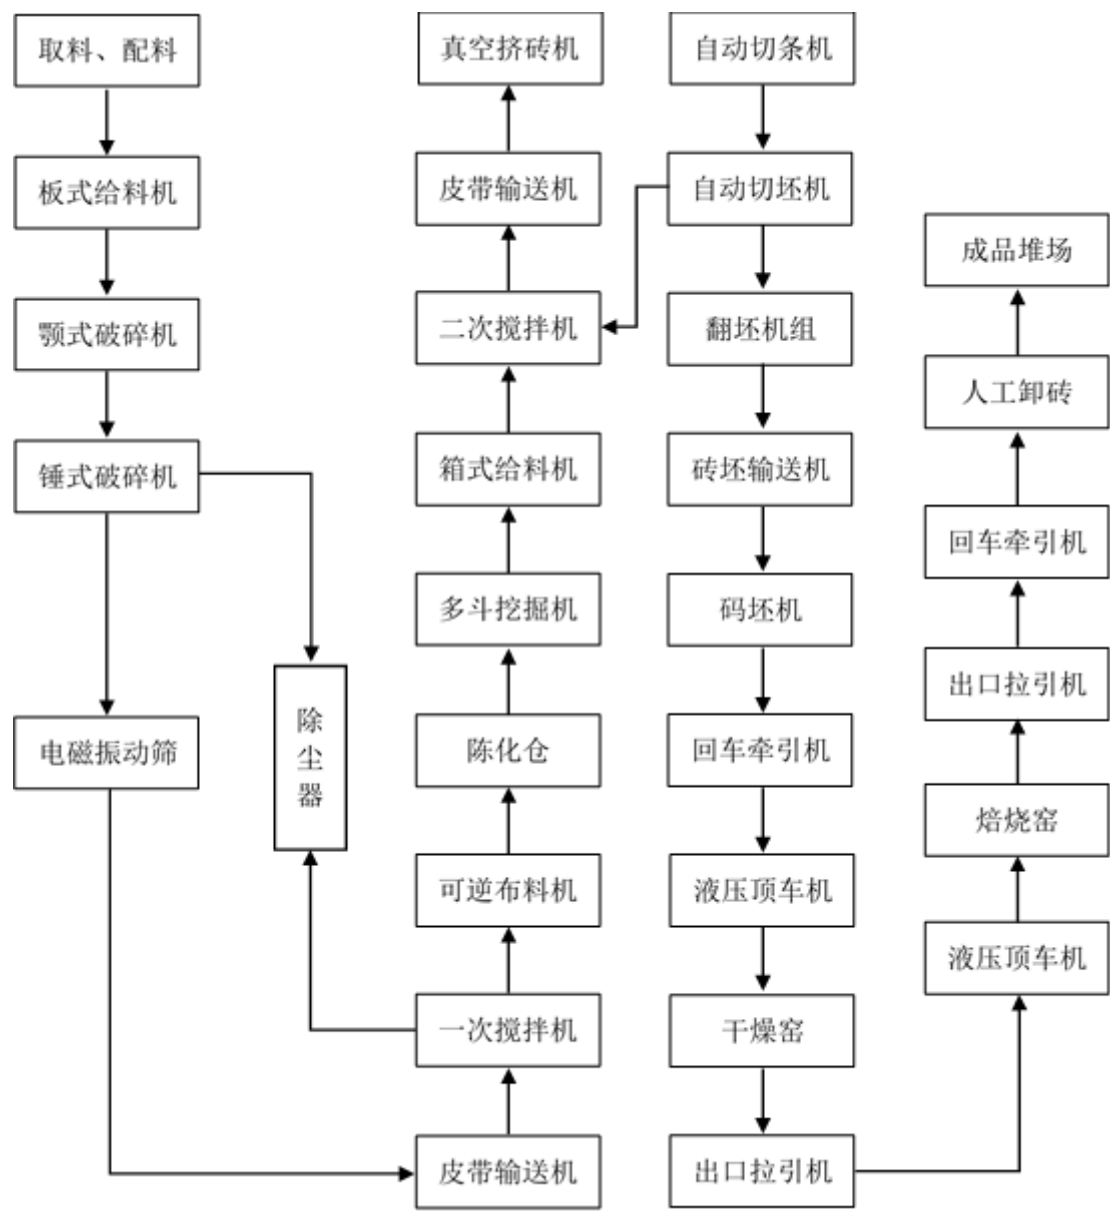 取料、配料
板式给料机
颚式破碎机
锤式破碎机
电磁振动筛
除尘器
真空挤砖机
皮带输送机
二次搅拌机
箱式给料机
多斗挖掘机
陈化仓
可逆布料机
一次搅拌机
皮带输送机
自动切条机
自动切坯机
翻坯机组
砖坯输送机
码坯机
回车牵引机
液压顶车机
干燥窑
出口拉引机
成品堆场
人工卸砖
回车牵引机
出口拉引机
焙烧窑
液压顶车机